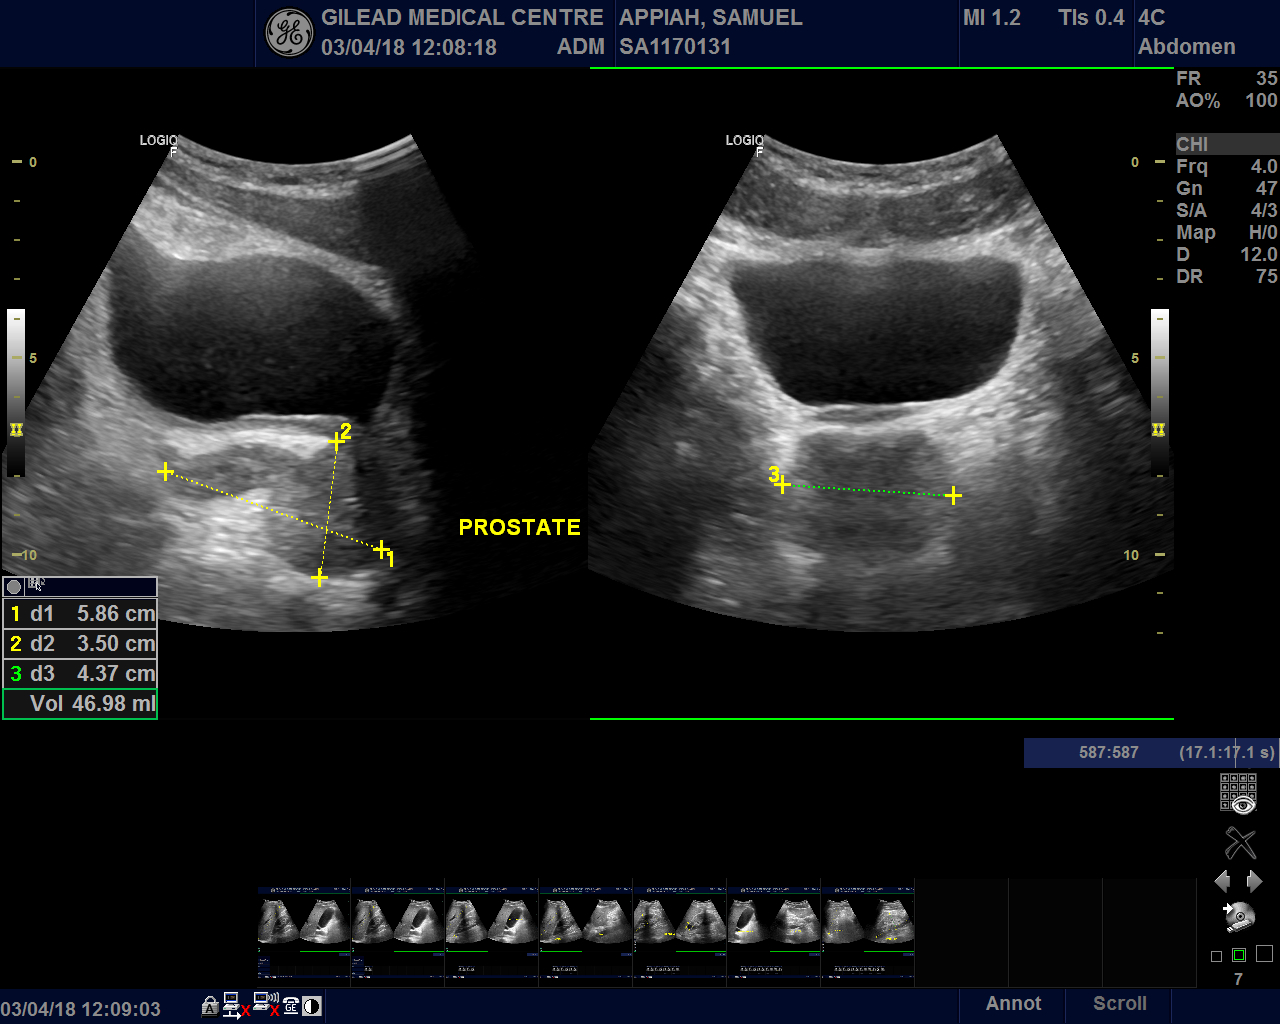 GILEAD MEDICAL CENTRE
03/04/18 12:08:18 ADM
APPIAH, SAMUEL
SA1170131
MI 1.2 TIs 0.4
4C
Abdomen
FR 35
AO% 100
CHI
Frq 4.0
Gn 47
S/A 4/3
Map H/0
D 12.0
DR 75
LOGIQ
F
LOGIQ
F
0
5
10
0
5
10
2
1
3
PROSTATE
1 d1 5.86 cm
2 d2 3.50 cm
3 d3 4.37 cm
Vol 46.98 ml
587:587 (17.1:17.1 s)
7
03/04/18 12:09:03
Annot
Scroll